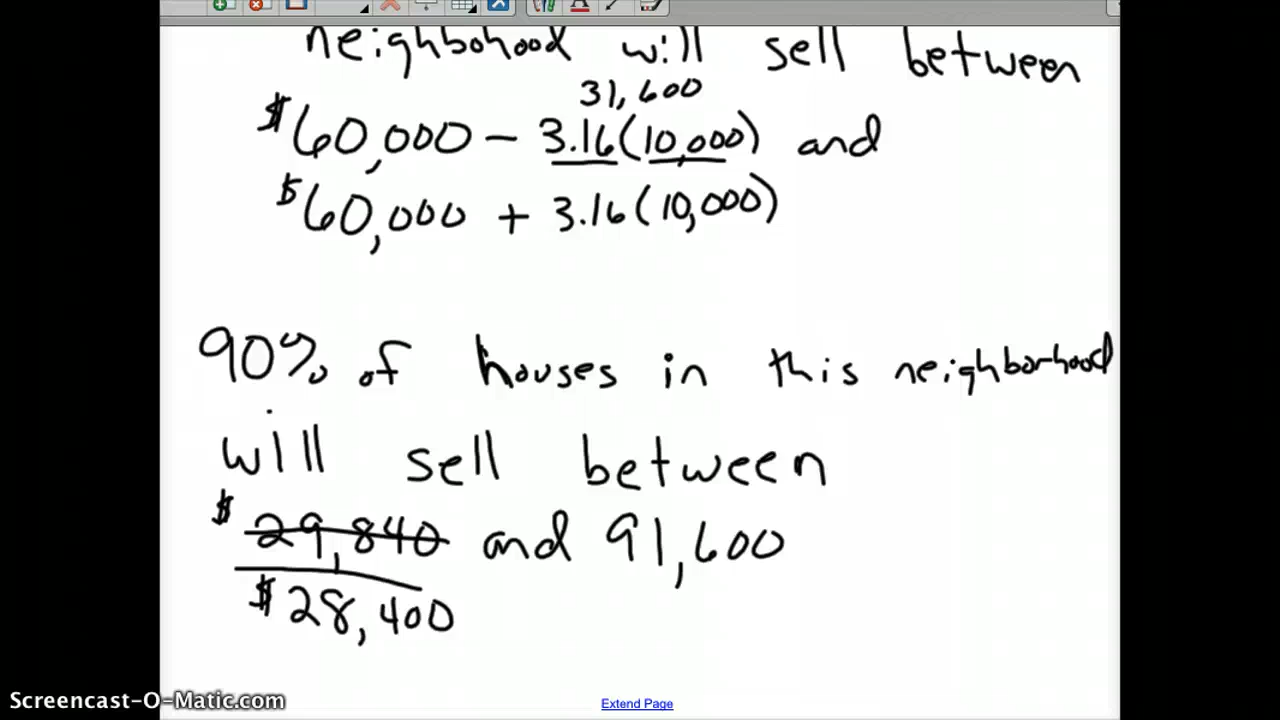 neighbohood will sell between
31,600
$60,000 - 3.16(10,000) and
$60,000 + 3.16(10,000)
90% of houses in this neighborhood
will sell between
$29,840 and 91,600
$28,400
Screencast-O-Matic.com
Extend Page